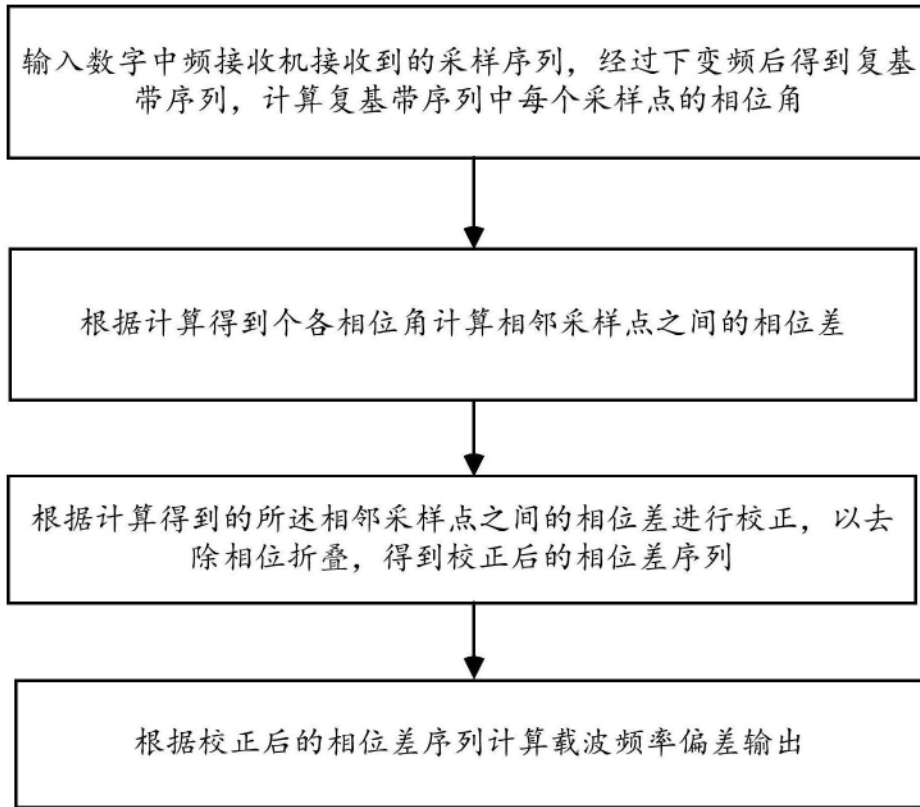 输入数字中频接收机接收到的采样序列，经过下变频后得到复基
带序列，计算复基带序列中每个采样点的相位角
根据计算得到个各相位角计算相邻采样点之间的相位差
根据计算得到的所述相邻采样点之间的相位差进行校正，以去
除相位折叠，得到校正后的相位差序列
根据校正后的相位差序列计算载波频率偏差输出